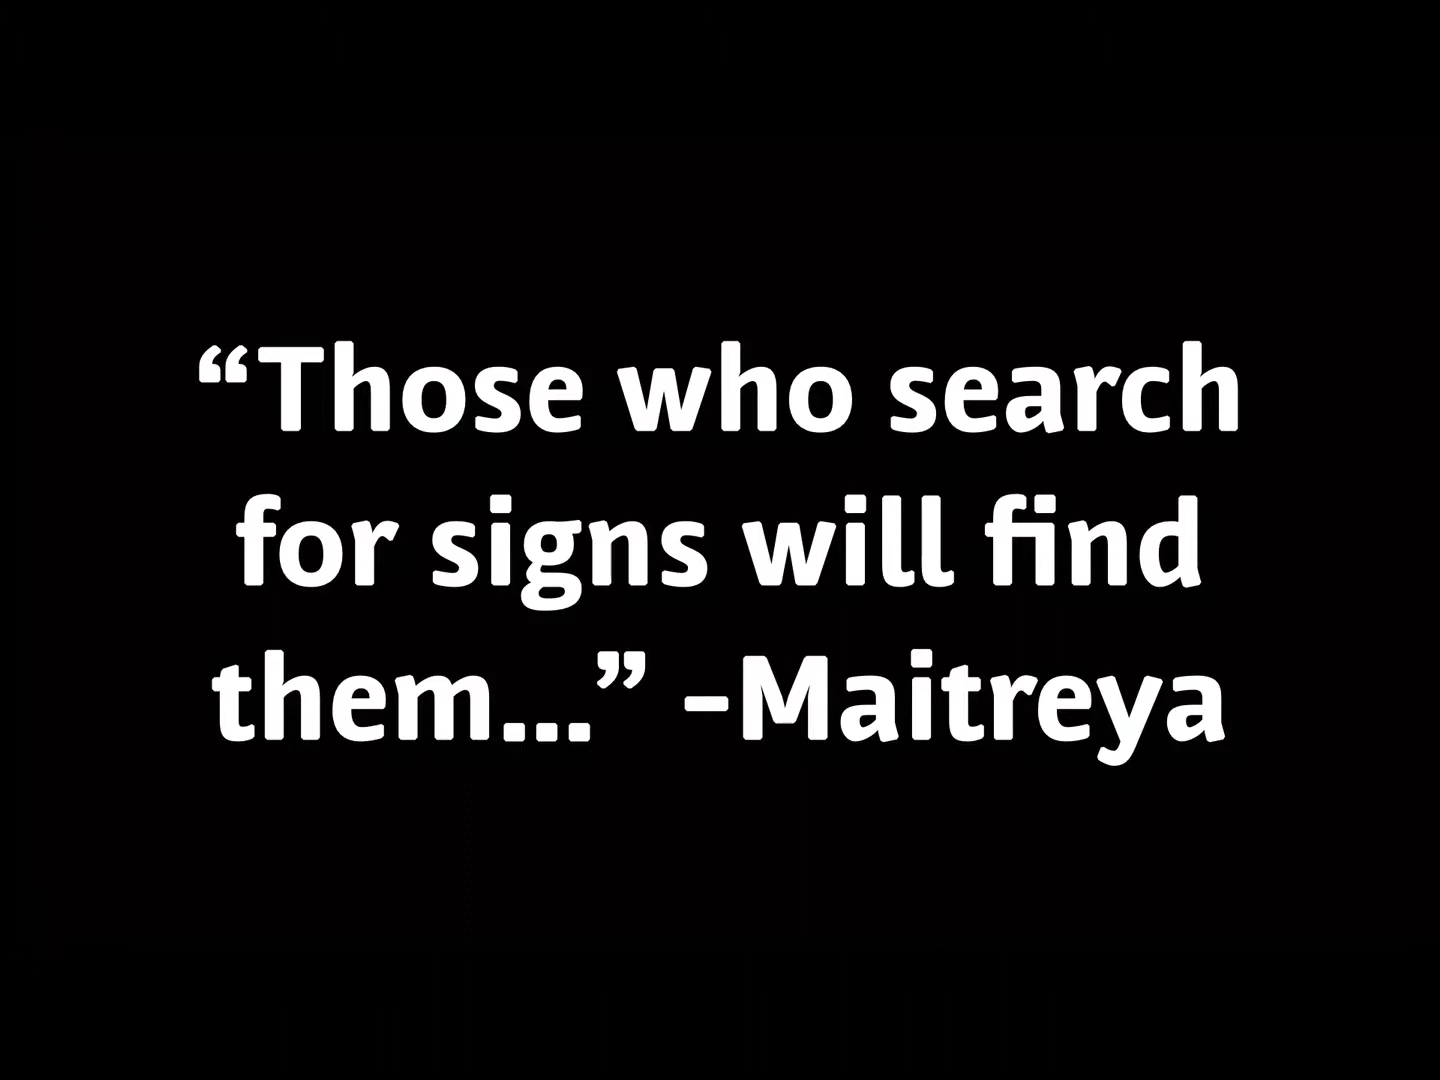 “Those who search
for signs will find
them...” -Maitreya